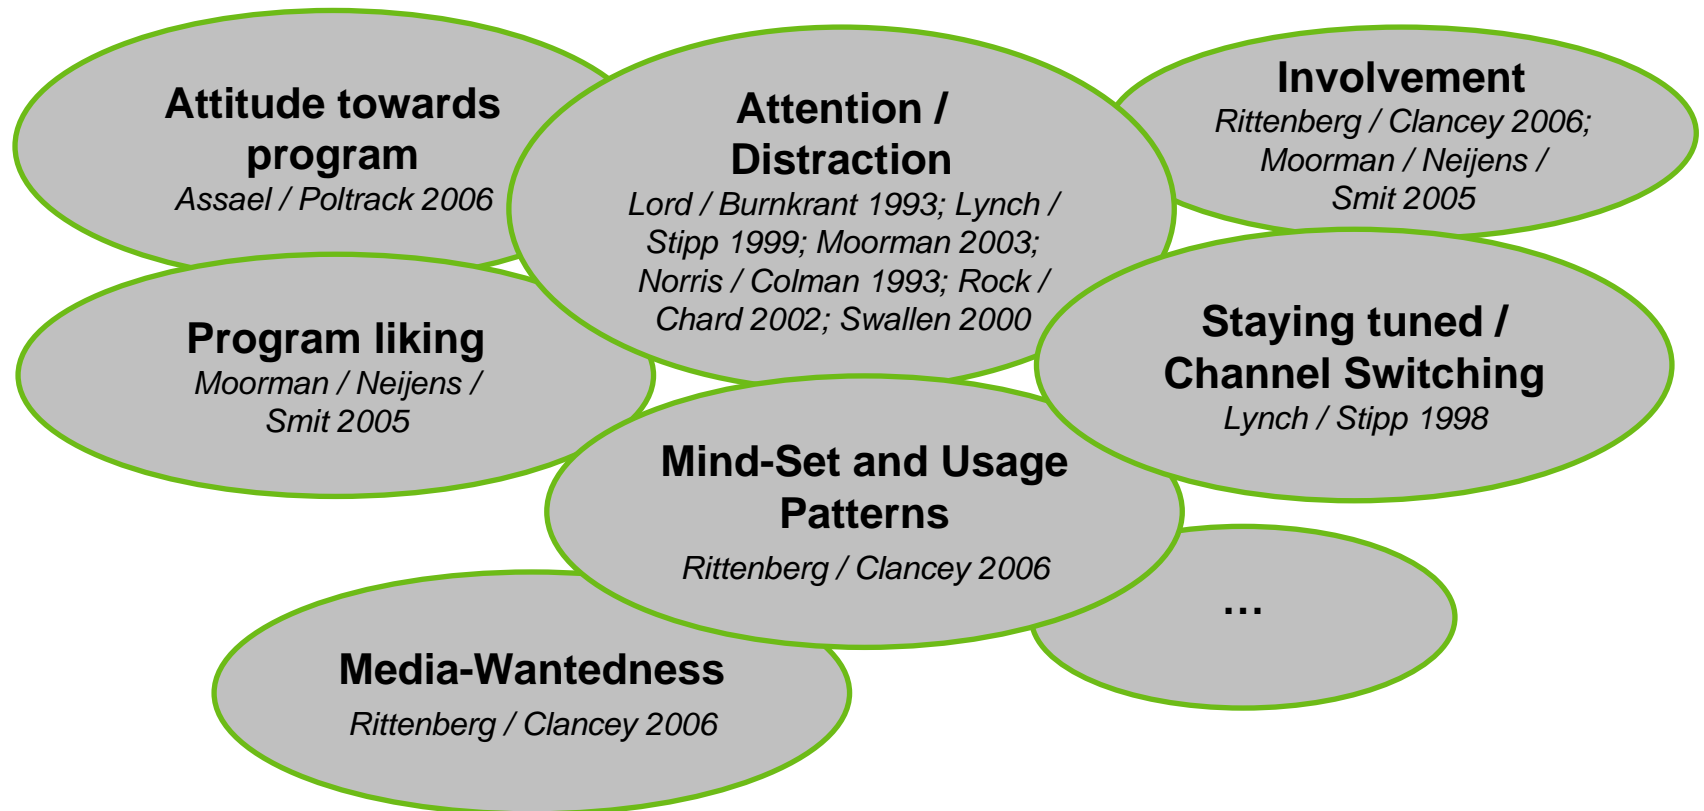 Attitude towards
program
Assael / Poltrack 2006
Attention /
Distraction
Lord / Burnkrant 1993; Lynch /
Stipp 1999; Moorman 2003;
Norris / Colman 1993; Rock /
Chard 2002; Swallen 2000
Involvement
Rittenberg / Clancey 2006;
Moorman / Neijens /
Smit 2005
Program liking
Moorman / Neijens /
Smit 2005
Staying tuned /
Channel Switching
Lynch / Stipp 1998
Mind-Set and Usage
Patterns
Rittenberg / Clancey 2006
...
Media-Wantedness
Rittenberg / Clancey 2006